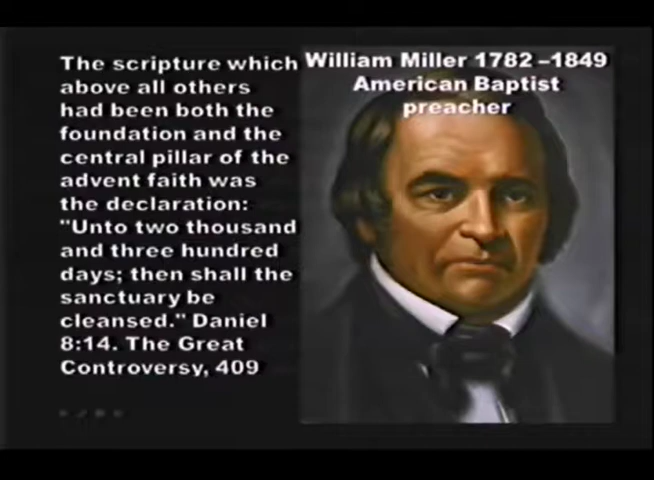 The scripture which
above all others
had been both the
foundation and the
central pillar of the
advent faith was
the declaration:
"Unto two thousand
and three hundred
days; then shall the
sanctuary be
cleansed." Daniel
8:14. The Great
Controversy, 409
William Miller 1782 –1849
American Baptist
preacher